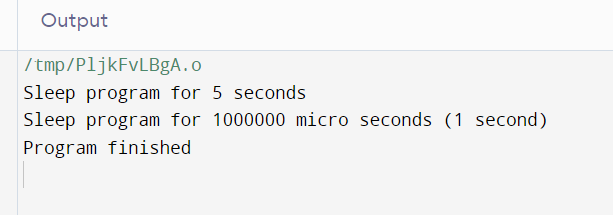 Output
/tmp/PljkFvLBgA.o
Sleep program for 5 seconds
Sleep program for 1000000 micro seconds (1 second)
Program finished